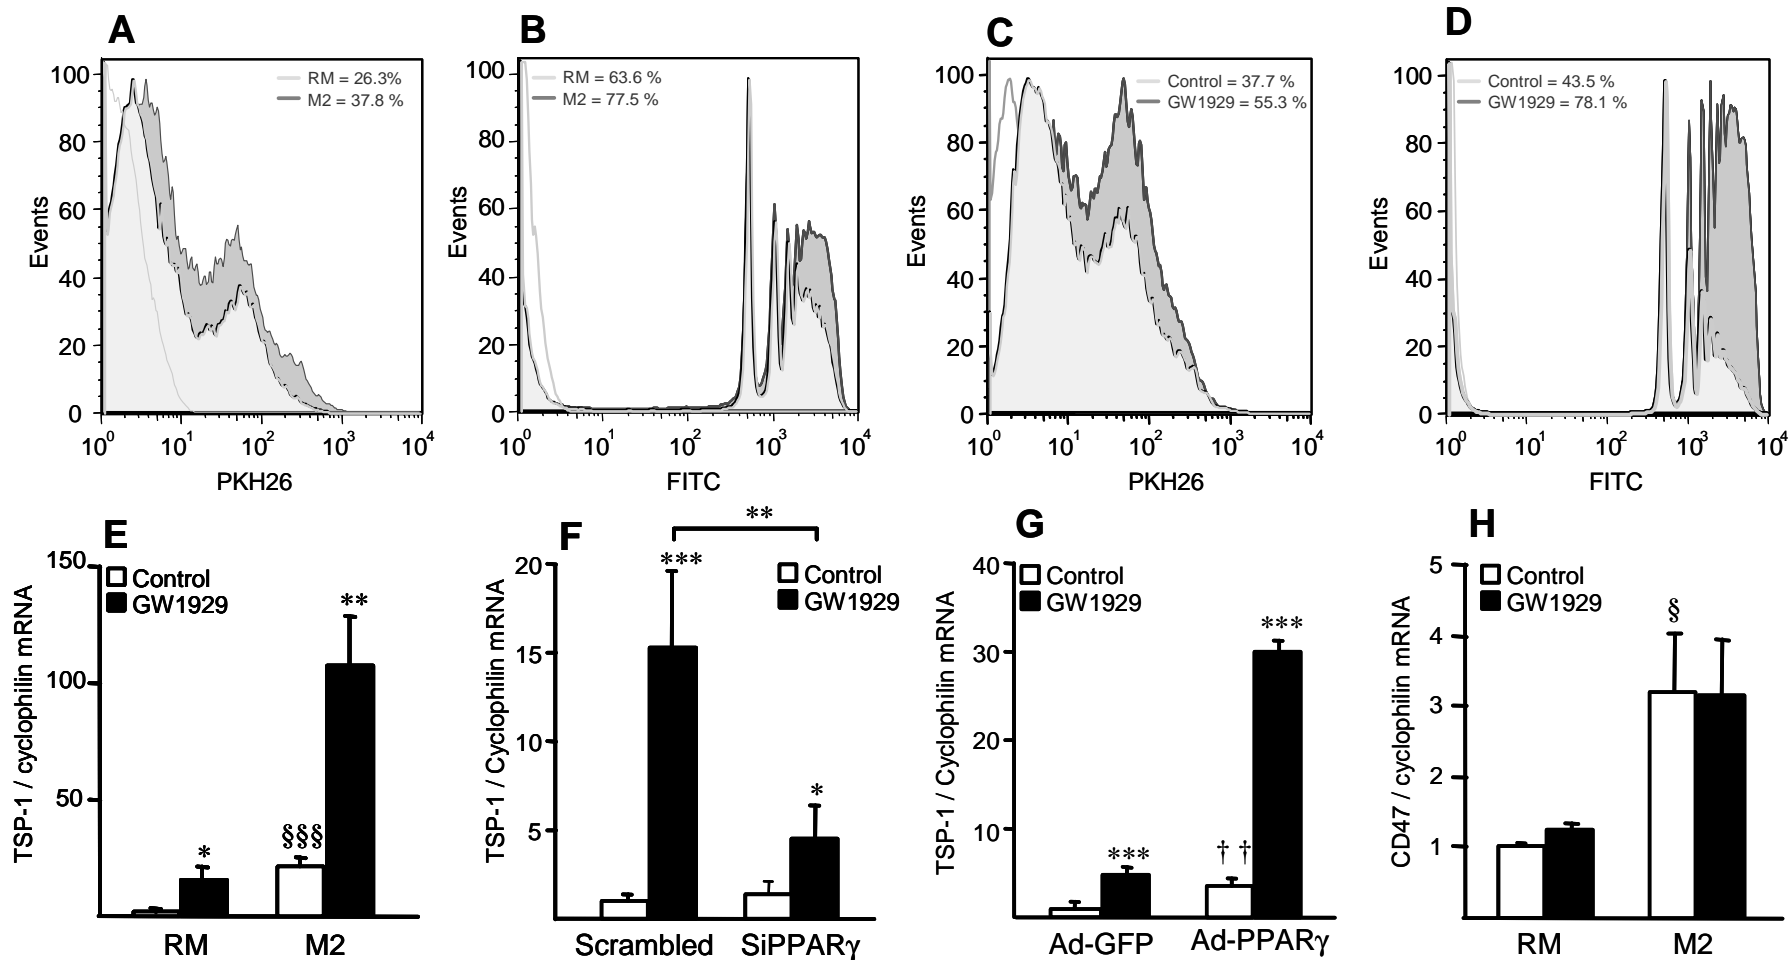 A
100
80
60
40
20
0
Events
RM = 26.3%
M2 = 37.8 %
10⁰ 10¹ 10² 10³ 10⁴
PKH26
B
100
80
60
40
20
0
Events
RM = 63.6 %
M2 = 77.5 %
10⁰ 10¹ 10² 10³ 10⁴
FITC
C
100
80
60
40
20
0
Events
Control = 37.7 %
GW1929 = 55.3 %
10⁰ 10¹ 10² 10³ 10⁴
PKH26
D
100
80
60
40
20
0
Events
Control = 43.5 %
GW1929 = 78.1 %
10⁰ 10¹ 10² 10³ 10⁴
FITC
E
150
100
50
TSP-1 / cyclophilin mRNA
Control
GW1929
*
§§§
**
RM M2
F
20
15
10
5
TSP-1 / Cyclophilin mRNA
**
***
Control
GW1929
*
Scrambled SiPPARγ
G
40
30
20
10
TSP-1 / Cyclophilin mRNA
Control
GW1929
***
† †
***
Ad-GFP Ad-PPARγ
H
5
4
3
2
1
CD47 / cyclophilin mRNA
Control
GW1929
§
RM M2